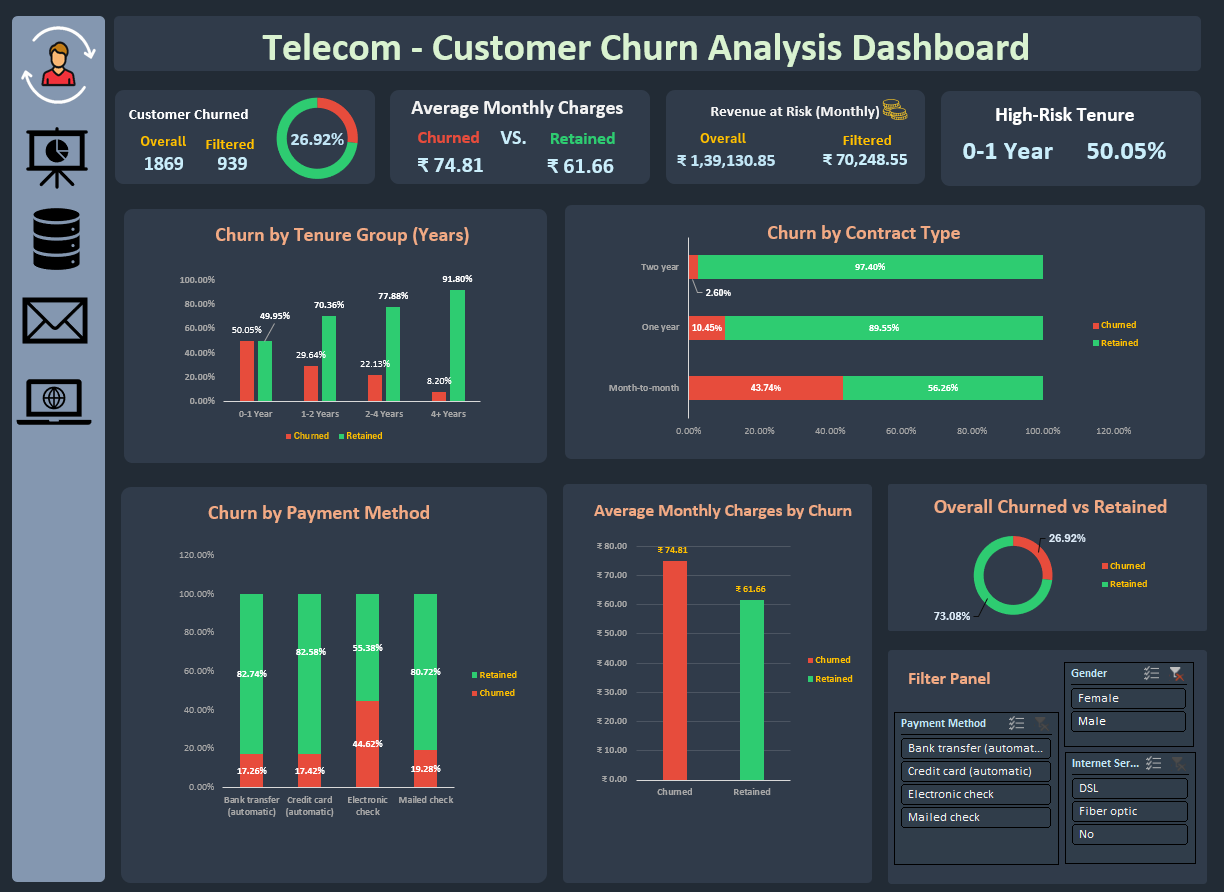 Telecom - Customer Churn Analysis Dashboard
Customer Churned
Overall Filtered
1869 939
26.92%
Average Monthly Charges
Churned VS. Retained
₹ 74.81 ₹ 61.66
Revenue at Risk (Monthly)
Overall Filtered
₹ 1,39,130.85 ₹ 70,248.55
High-Risk Tenure
0-1 Year 50.05%
Churn by Tenure Group (Years)
100.00%
80.00%
60.00%
40.00%
20.00%
0.00%
50.05%
49.95%
29.64%
70.36%
22.13%
77.88%
8.20%
91.80%
0-1 Year 1-2 Years 2-4 Years 4+ Years
Churned Retained
Churn by Contract Type
Two year
2.60%
97.40%
One year
10.45%
89.55%
Month-to-month
43.74%
56.26%
0.00% 20.00% 40.00% 60.00% 80.00% 100.00% 120.00%
Churned
Retained
Churn by Payment Method
120.00%
100.00%
80.00%
60.00%
40.00%
20.00%
0.00%
82.74%
82.58%
55.38%
80.72%
17.26%
17.42%
44.62%
19.28%
Bank transfer (automatic)
Credit card (automatic)
Electronic check
Mailed check
Retained
Churned
Average Monthly Charges by Churn
₹ 80.00
₹ 70.00
₹ 60.00
₹ 50.00
₹ 40.00
₹ 30.00
₹ 20.00
₹ 10.00
₹ 0.00
₹ 74.81
₹ 61.66
Churned Retained
Churned
Retained
Overall Churned vs Retained
26.92%
73.08%
Churned
Retained
Filter Panel
Gender
Female
Male
Payment Method
Bank transfer (automat...
Credit card (automatic)
Electronic check
Mailed check
Internet Ser...
DSL
Fiber optic
No